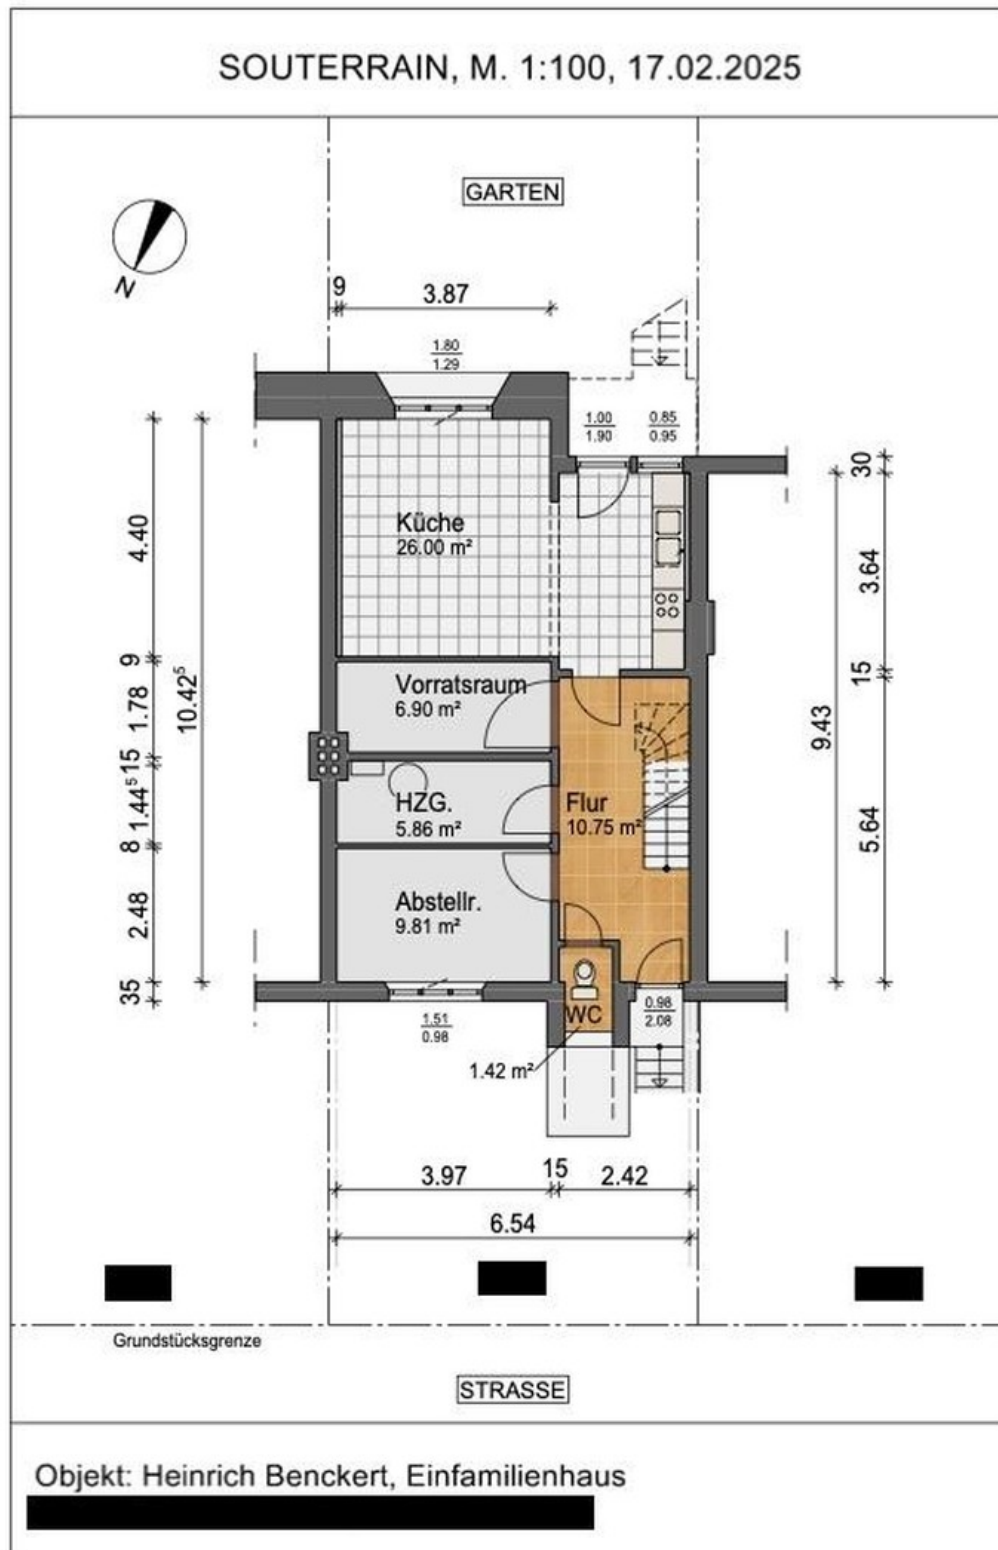 SOUTERRAIN, M. 1:100, 17.02.2025
GARTEN
N
9
3.87
1.80
1.29
1.00
1.90
0.85
0.95
30
4.40
Küche
26.00 m²
3.64
9
15
1.78
Vorratsraum
6.90 m²
10.42⁵
9.43
15
1.44⁵
HZG.
5.86 m²
Flur
10.75 m²
5.64
8
2.48
Abstellr.
9.81 m²
35
WC
1.51
0.98
0.98
2.08
1.42 m²
3.97
15
2.42
6.54
Grundstücksgrenze
STRASSE
Objekt: Heinrich Benckert, Einfamilienhaus